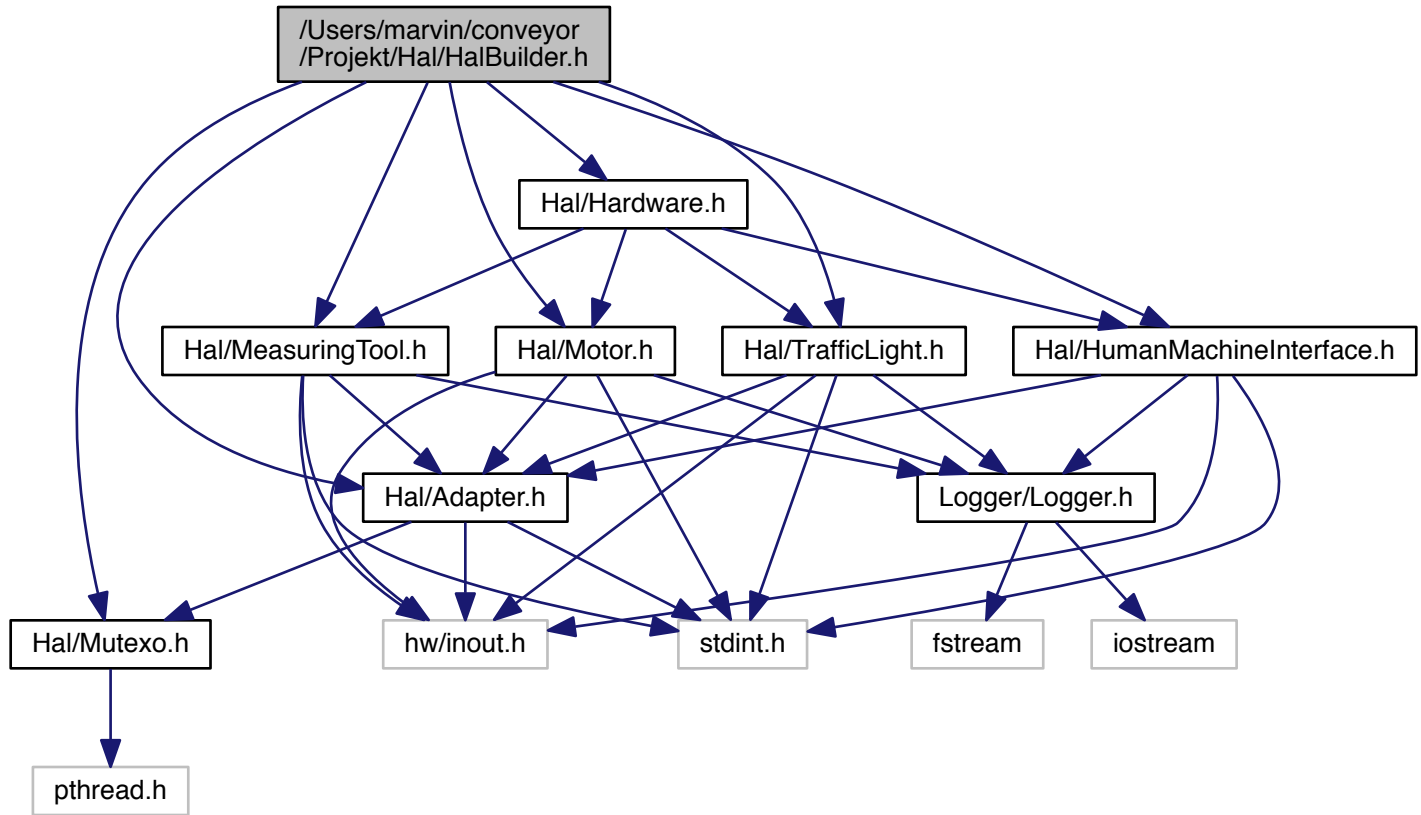 /Users/marvin/conveyor
/Projekt/Hal/HalBuilder.h
Hal/Hardware.h
Hal/MeasuringTool.h
Hal/Motor.h
Hal/TrafficLight.h
Hal/HumanMachineInterface.h
Hal/Adapter.h
Logger/Logger.h
Hal/Mutexo.h
hw/inout.h
stdint.h
fstream
iostream
pthread.h